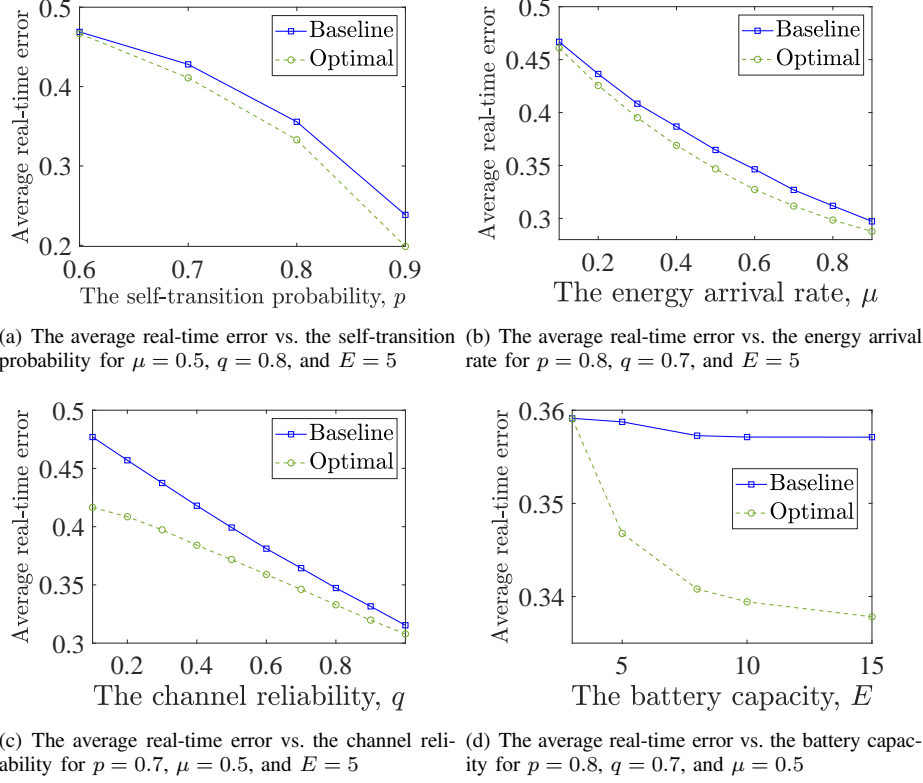 0.5
0.4
0.3
0.2
Average real-time error
Baseline
Optimal
0.6 0.7 0.8 0.9
The self-transition probability, p
0.5
0.45
0.4
0.35
0.3
Average real-time error
Baseline
Optimal
0.2 0.4 0.6 0.8
The energy arrival rate, μ
(a) The average real-time error vs. the self-transition
probability for μ = 0.5, q = 0.8, and E = 5
(b) The average real-time error vs. the energy arrival
rate for p = 0.8, q = 0.7, and E = 5
0.5
0.45
0.4
0.35
0.3
Average real-time error
Baseline
Optimal
0.2 0.4 0.6 0.8
The channel reliability, q
0.36
0.35
0.34
Average real-time error
Baseline
Optimal
5 10 15
The battery capacity, E
(c) The average real-time error vs. the channel reli-
ability for p = 0.7, μ = 0.5, and E = 5
(d) The average real-time error vs. the battery capac-
ity for p = 0.8, q = 0.7, and μ = 0.5